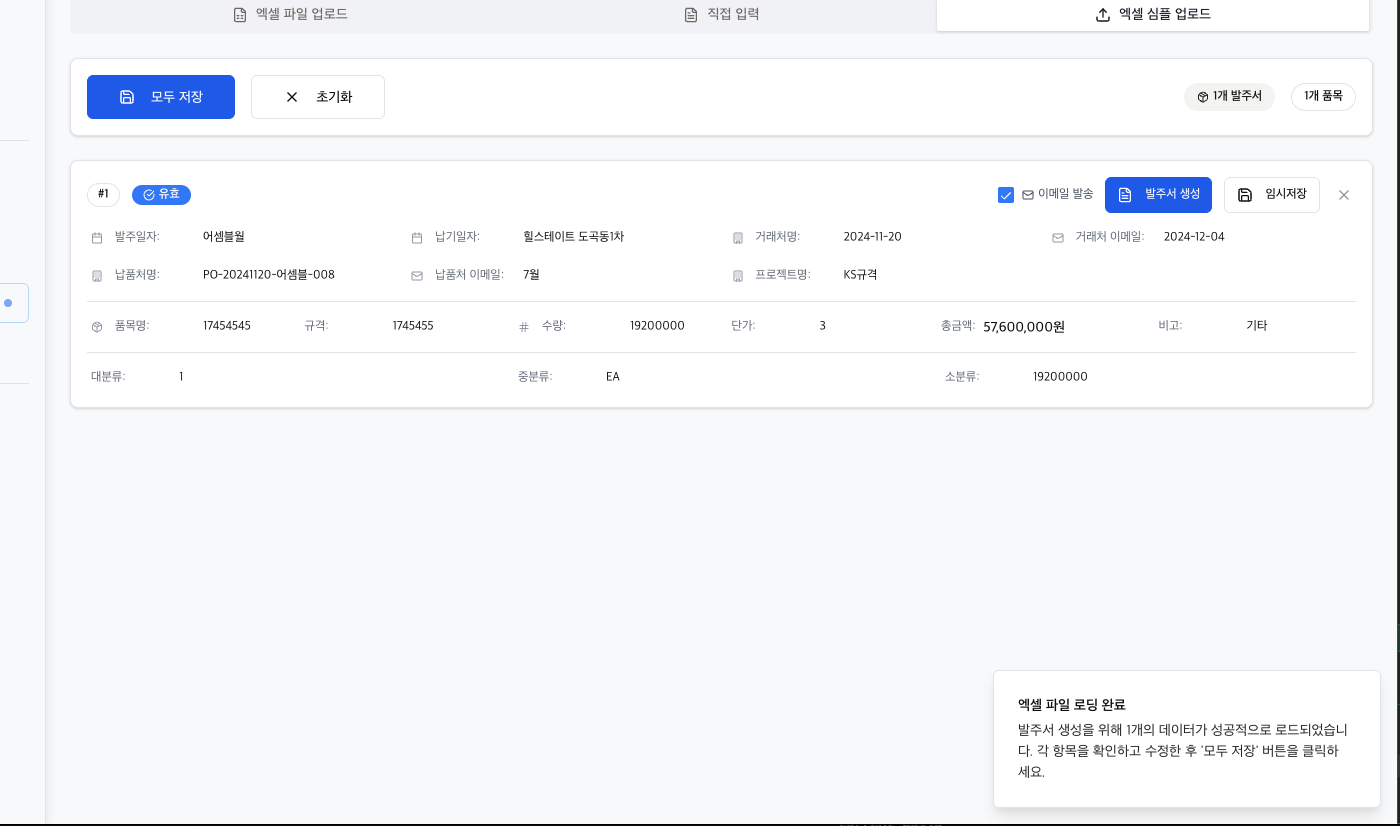 엑셀 파일 업로드
직접 입력
엑셀 심플 업로드
모두 저장
초기화
1개 발주서
1개 품목
#1
유효
이메일 발송
발주서 생성
임시저장
발주일자: 어셈블월
납기일자: 힐스테이트 도곡동1차
거래처명: 2024-11-20
거래처 이메일: 2024-12-04
납품처명: PO-20241120-어셈블-008
납품처 이메일: 7월
프로젝트명: KS규격
품목명: 17454545
규격: 1745455
수량: 19200000
단가: 3
총금액: 57,600,000원
비고: 기타
대분류: 1
중분류: EA
소분류: 19200000
엑셀 파일 로딩 완료
발주서 생성을 위해 1개의 데이터가 성공적으로 로드되었습니
다. 각 항목을 확인하고 수정한 후 '모두 저장' 버튼을 클릭하
세요.